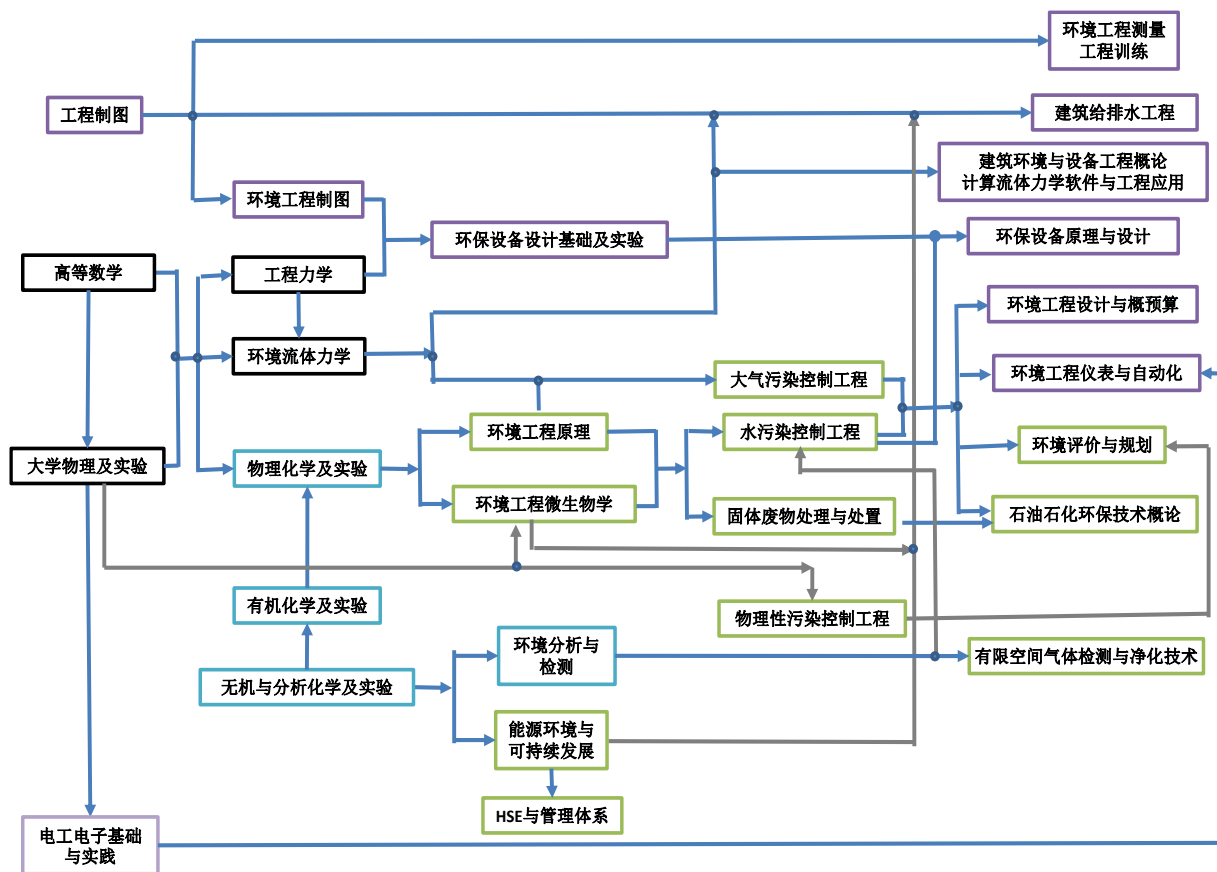 环境工程测量
工程训练
工程制图
建筑给排水工程
建筑环境与设备工程概论
计算流体力学软件与工程应用
环境工程制图
环保设备设计基础及实验
环保设备原理与设计
高等数学
工程力学
环境工程设计与概预算
环境流体力学
大气污染控制工程
环境工程仪表与自动化
环境工程原理
水污染控制工程
环境评价与规划
大学物理及实验
物理化学及实验
环境工程微生物学
固体废物处理与处置
石油石化环保技术概论
有机化学及实验
物理性污染控制工程
环境分析与
检测
有限空间气体检测与净化技术
无机与分析化学及实验
能源环境与
可持续发展
HSE与管理体系
电工电子基础
与实践